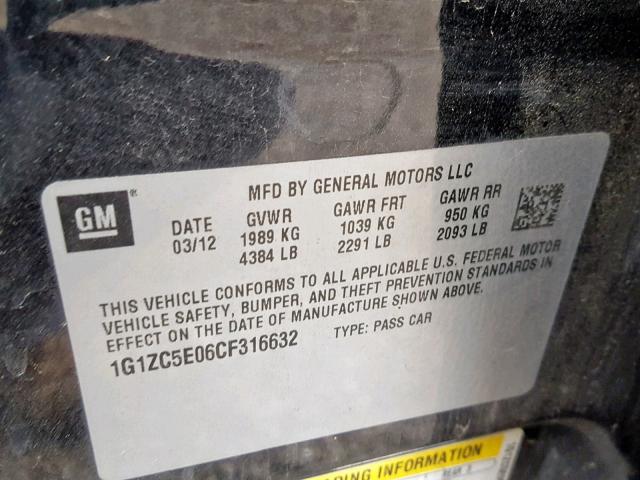 GM®
MFD BY GENERAL MOTORS LLC
DATE GVWR GAWR FRT GAWR RR
03/12 1989 KG 1039 KG 950 KG
4384 LB 2291 LB 2093 LB
THIS VEHICLE CONFORMS TO ALL APPLICABLE U.S. FEDERAL MOTOR
VEHICLE SAFETY, BUMPER, AND THEFT PREVENTION STANDARDS IN
EFFECT ON THE DATE OF MANUFACTURE SHOWN ABOVE.
1G1ZC5E06CF316632 TYPE: PASS CAR
INFORMATION